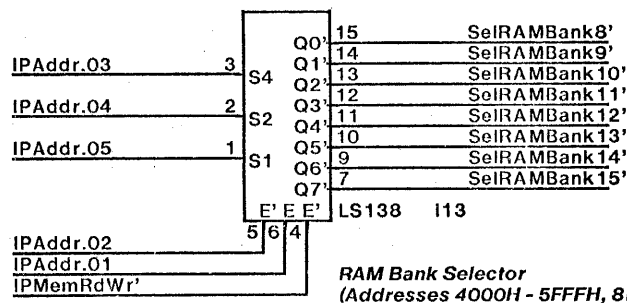 15 SelRAMBank8'
Q0'
14 SelRAMBank9'
Q1'
IPAddr.03 3 S4
13 SelRAMBank10'
Q2'
12 SelRAMBank11'
Q3'
IPAddr.04 2 S2
11 SelRAMBank12'
Q4'
10 SelRAMBank13'
Q5'
IPAddr.05 1 S1
9 SelRAMBank14'
Q6'
7 SelRAMBank15'
Q7'
E' E E' LS138 I13
5 6 4
IPAddr.02
IPAddr.01
IPMemRdWr'
RAM Bank Selector
(Addresses 4000H - 5FFFH, 8